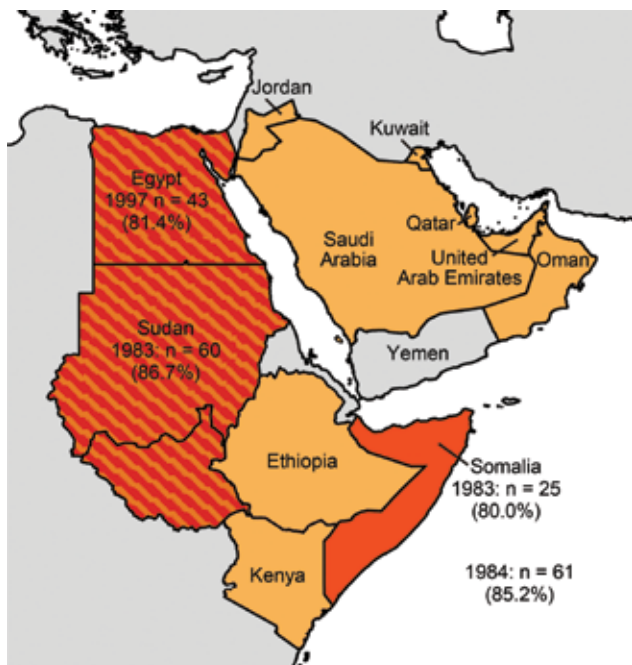 Jordan
Kuwait
Egypt
1997 n = 43
(81.4%)
Qatar
Saudi
Arabia
United
Arab Emirates
Oman
Sudan
1983: n = 60
(86.7%)
Yemen
Ethiopia
Somalia
1983: n = 25
(80.0%)
Kenya
1984: n = 61
(85.2%)